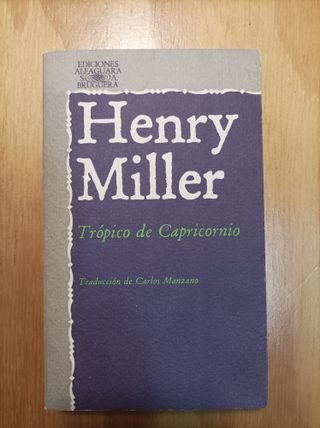 EDICIONES
ALFAGUARA
S. A.
BRUGUERA
Henry
Miller
Trópico de Capricornio
Traducción de Carlos Manzano